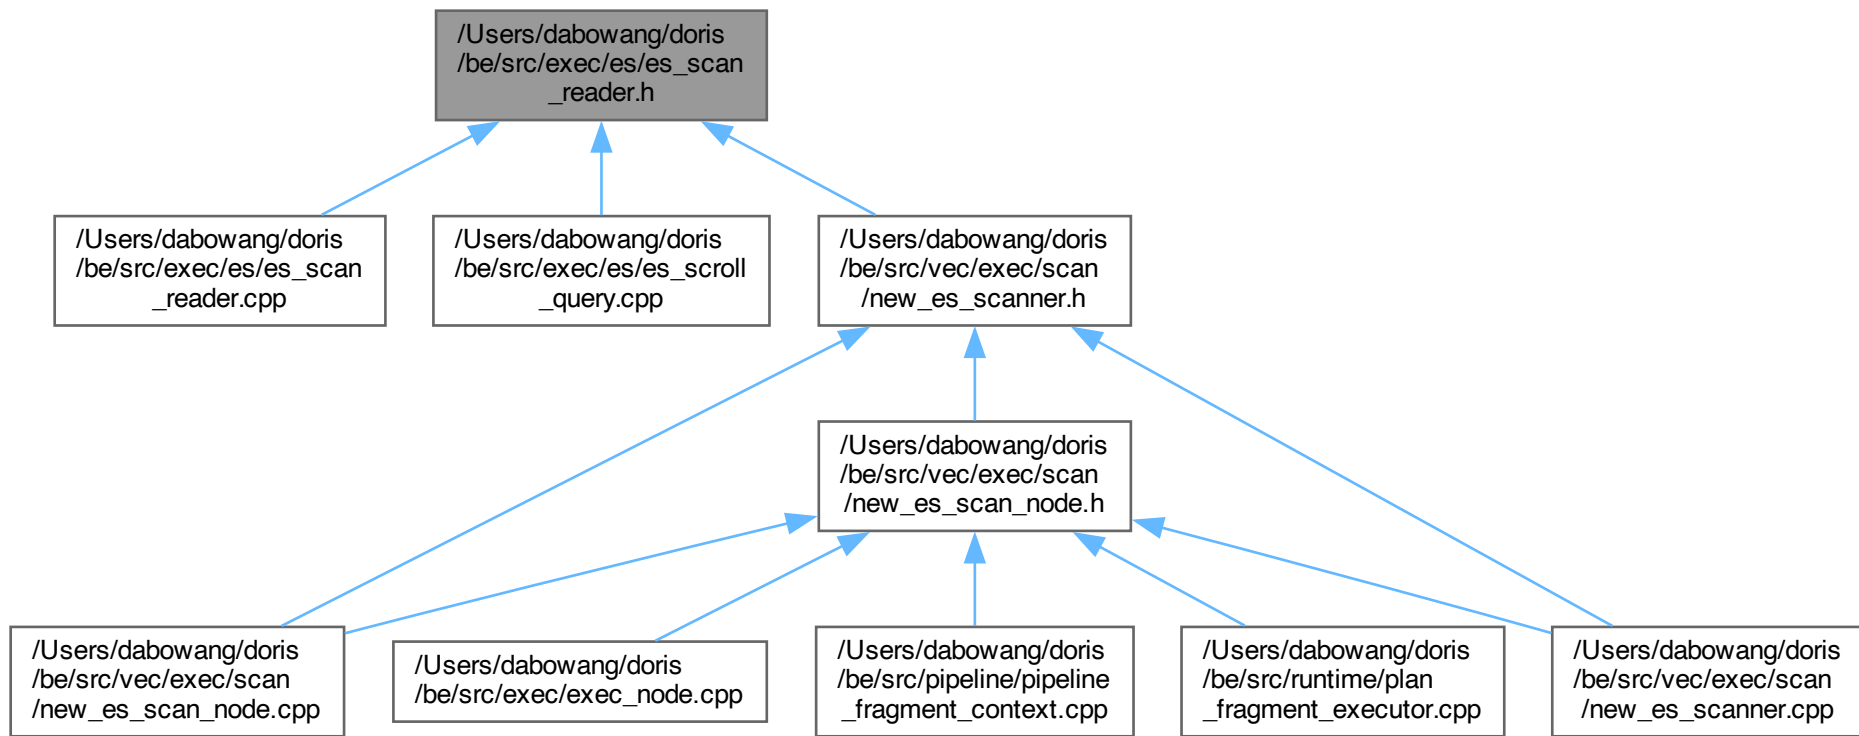 /Users/dabowang/doris
/be/src/exec/es/es_scan
_reader.h
/Users/dabowang/doris
/be/src/exec/es/es_scan
_reader.cpp
/Users/dabowang/doris
/be/src/exec/es/es_scroll
_query.cpp
/Users/dabowang/doris
/be/src/vec/exec/scan
/new_es_scanner.h
/Users/dabowang/doris
/be/src/vec/exec/scan
/new_es_scan_node.h
/Users/dabowang/doris
/be/src/vec/exec/scan
/new_es_scan_node.cpp
/Users/dabowang/doris
/be/src/exec/exec_node.cpp
/Users/dabowang/doris
/be/src/pipeline/pipeline
_fragment_context.cpp
/Users/dabowang/doris
/be/src/runtime/plan
_fragment_executor.cpp
/Users/dabowang/doris
/be/src/vec/exec/scan
/new_es_scanner.cpp